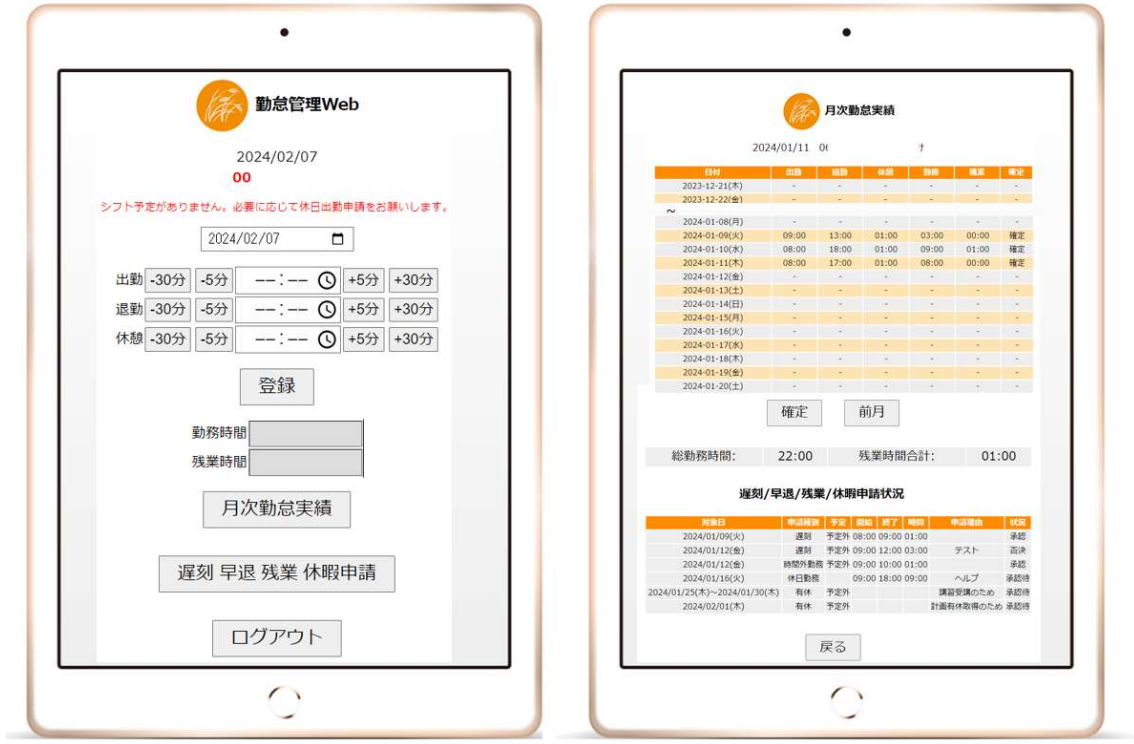 勤怠管理Web
2024/02/07
00
シフト予定がありません。必要に応じて休日出勤申請をお願いします。
2024/02/07
出勤 -30分 -5分 --:-- +5分 +30分
退勤 -30分 -5分 --:-- +5分 +30分
休憩 -30分 -5分 --:-- +5分 +30分
登録
勤務時間
残業時間
月次勤怠実績
遅刻 早退 残業 休暇申請
ログアウト
月次勤怠実績
2024/01/11
日付 出勤 退勤 休憩 勤務 残業 確定
2023-12-21(木) - - - - - -
2023-12-22(金) - - - - - -
~
2024-01-08(月) - - - - - -
2024-01-09(火) 09:00 13:00 01:00 03:00 00:00 確定
2024-01-10(水) 08:00 18:00 01:00 09:00 01:00 確定
2024-01-11(木) 08:00 17:00 01:00 08:00 00:00 確定
2024-01-12(金) - - - - - -
2024-01-13(土) - - - - - -
2024-01-14(日) - - - - - -
2024-01-15(月) - - - - - -
2024-01-16(火) - - - - - -
2024-01-17(水) - - - - - -
2024-01-18(木) - - - - - -
2024-01-19(金) - - - - - -
2024-01-20(土) - - - - - -
確定 前月
総勤務時間: 22:00 残業時間合計: 01:00
遅刻/早退/残業/休暇申請状況
対象日 申請種別 予定 開始 終了 時間 申請理由 状況
2024/01/09(火) 遅刻 予定外 08:00 09:00 01:00 承認
2024/01/12(金) 遅刻 予定外 09:00 12:00 03:00 テスト 否決
2024/01/12(金) 時間外勤務 予定外 09:00 10:00 01:00 承認
2024/01/16(火) 休日勤務 09:00 18:00 09:00 ヘルプ 承認待
2024/01/25(木)~2024/01/30(木) 有休 予定外 講習受講のため 承認待
2024/02/01(木) 有休 予定外 計画有休取得のため 承認待
戻る